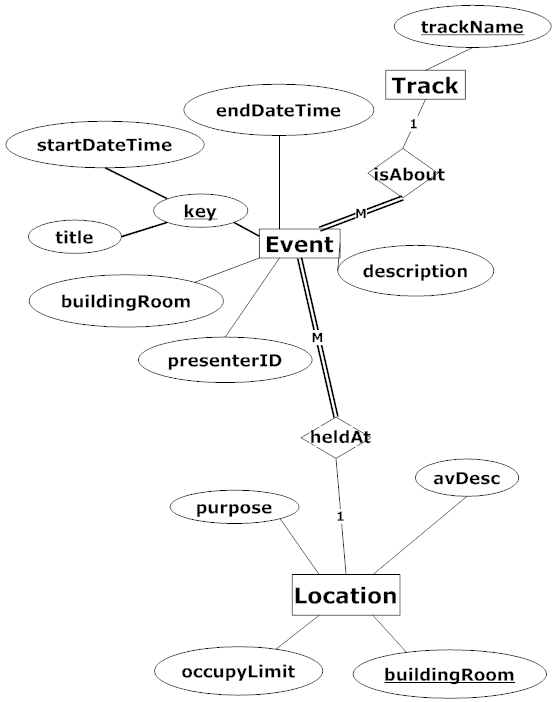 trackName
Track
endDateTime
1
startDateTime
isAbout
key
M
title
Event
description
buildingRoom
M
presenterID
heldAt
avDesc
purpose
1
Location
occupyLimit
buildingRoom